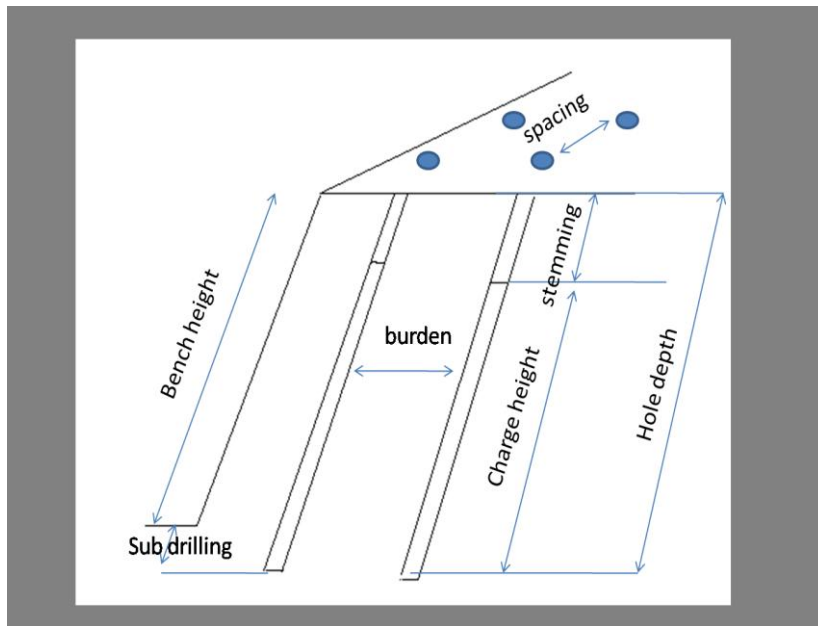 spacing
stemming
Bench height
burden
Charge height
Hole depth
Sub drilling